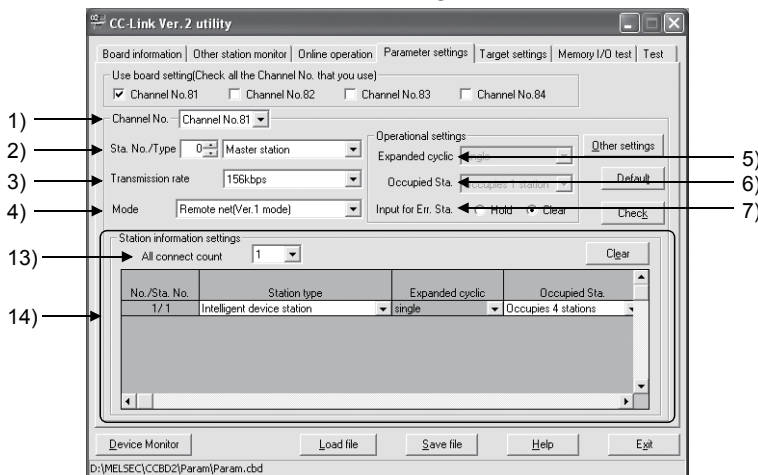 CC-Link Ver.2 utility
Board information Other station monitor Online operation Parameter settings Target settings Memory I/O test Test
Use board setting(Check all the Channel No. that you use)
Channel No.81 Channel No.82 Channel No.83 Channel No.84
1) Channel No. Channel No.81
Operational settings
2) Sta. No./Type 0 Master station
Expanded cyclic 5)
Other settings
3) Transmission rate 156kbps
Occupied Sta. Occupies 1 station 6)
Default
4) Mode Remote net(Ver.1 mode)
Input for Err. Sta. Hold Clear 7)
Check
Station information settings
13) All connect count 1 Clear
No./Sta. No. Station type Expanded cyclic Occupied Sta.
14) 1/ 1 Intelligent device station single Occupies 4 stations
Device Monitor Load file Save file Help Exit
D:\MELSEC\CCBD2\Param\Param.cbd